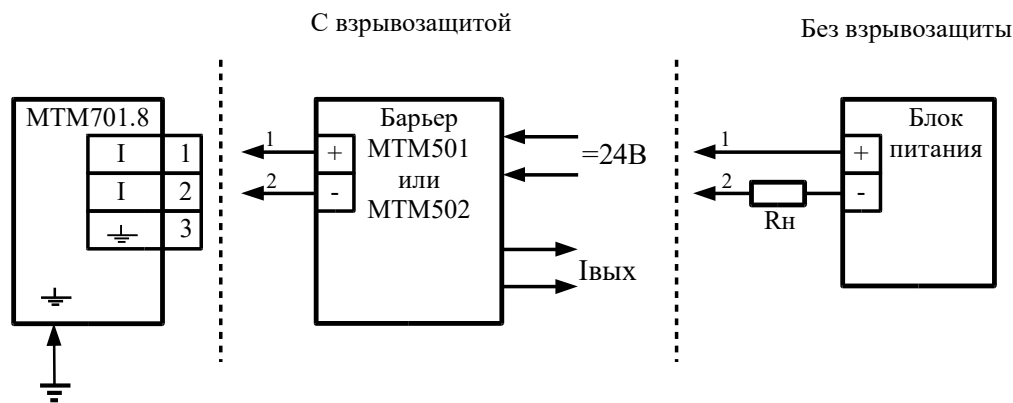 С взрывозащитой
Без взрывозащиты
МТМ701.8
I 1
I 2
3
1
2
+
-
Барьер
МТМ501
или
МТМ502
=24В
Iвых
1
2
Rн
+
-
Блок
питания